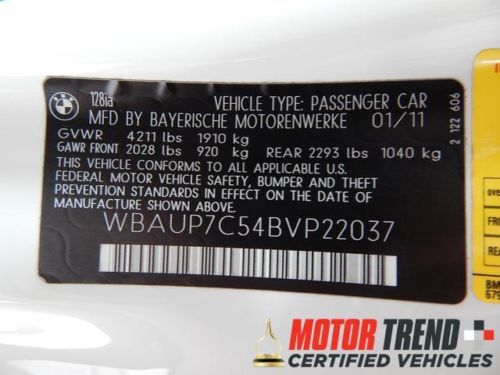 BMW
128ia
VEHICLE TYPE: PASSENGER CAR
MFD BY BAYERISCHE MOTORENWERKE 01/11
GVWR 4211 lbs 1910 kg
GAWR FRONT 2028 lbs 920 kg REAR 2293 lbs 1040 kg
THIS VEHICLE CONFORMS TO ALL APPLICABLE U.S. FEDERAL
MOTOR VEHICLE SAFETY, BUMPER AND THEFT
PREVENTION STANDARDS IN EFFECT ON THE DATE OF
MANUFACTURE SHOWN ABOVE.
WBAUP7C54BVP22037
2 122 606
MOTOR TREND
CERTIFIED VEHICLES